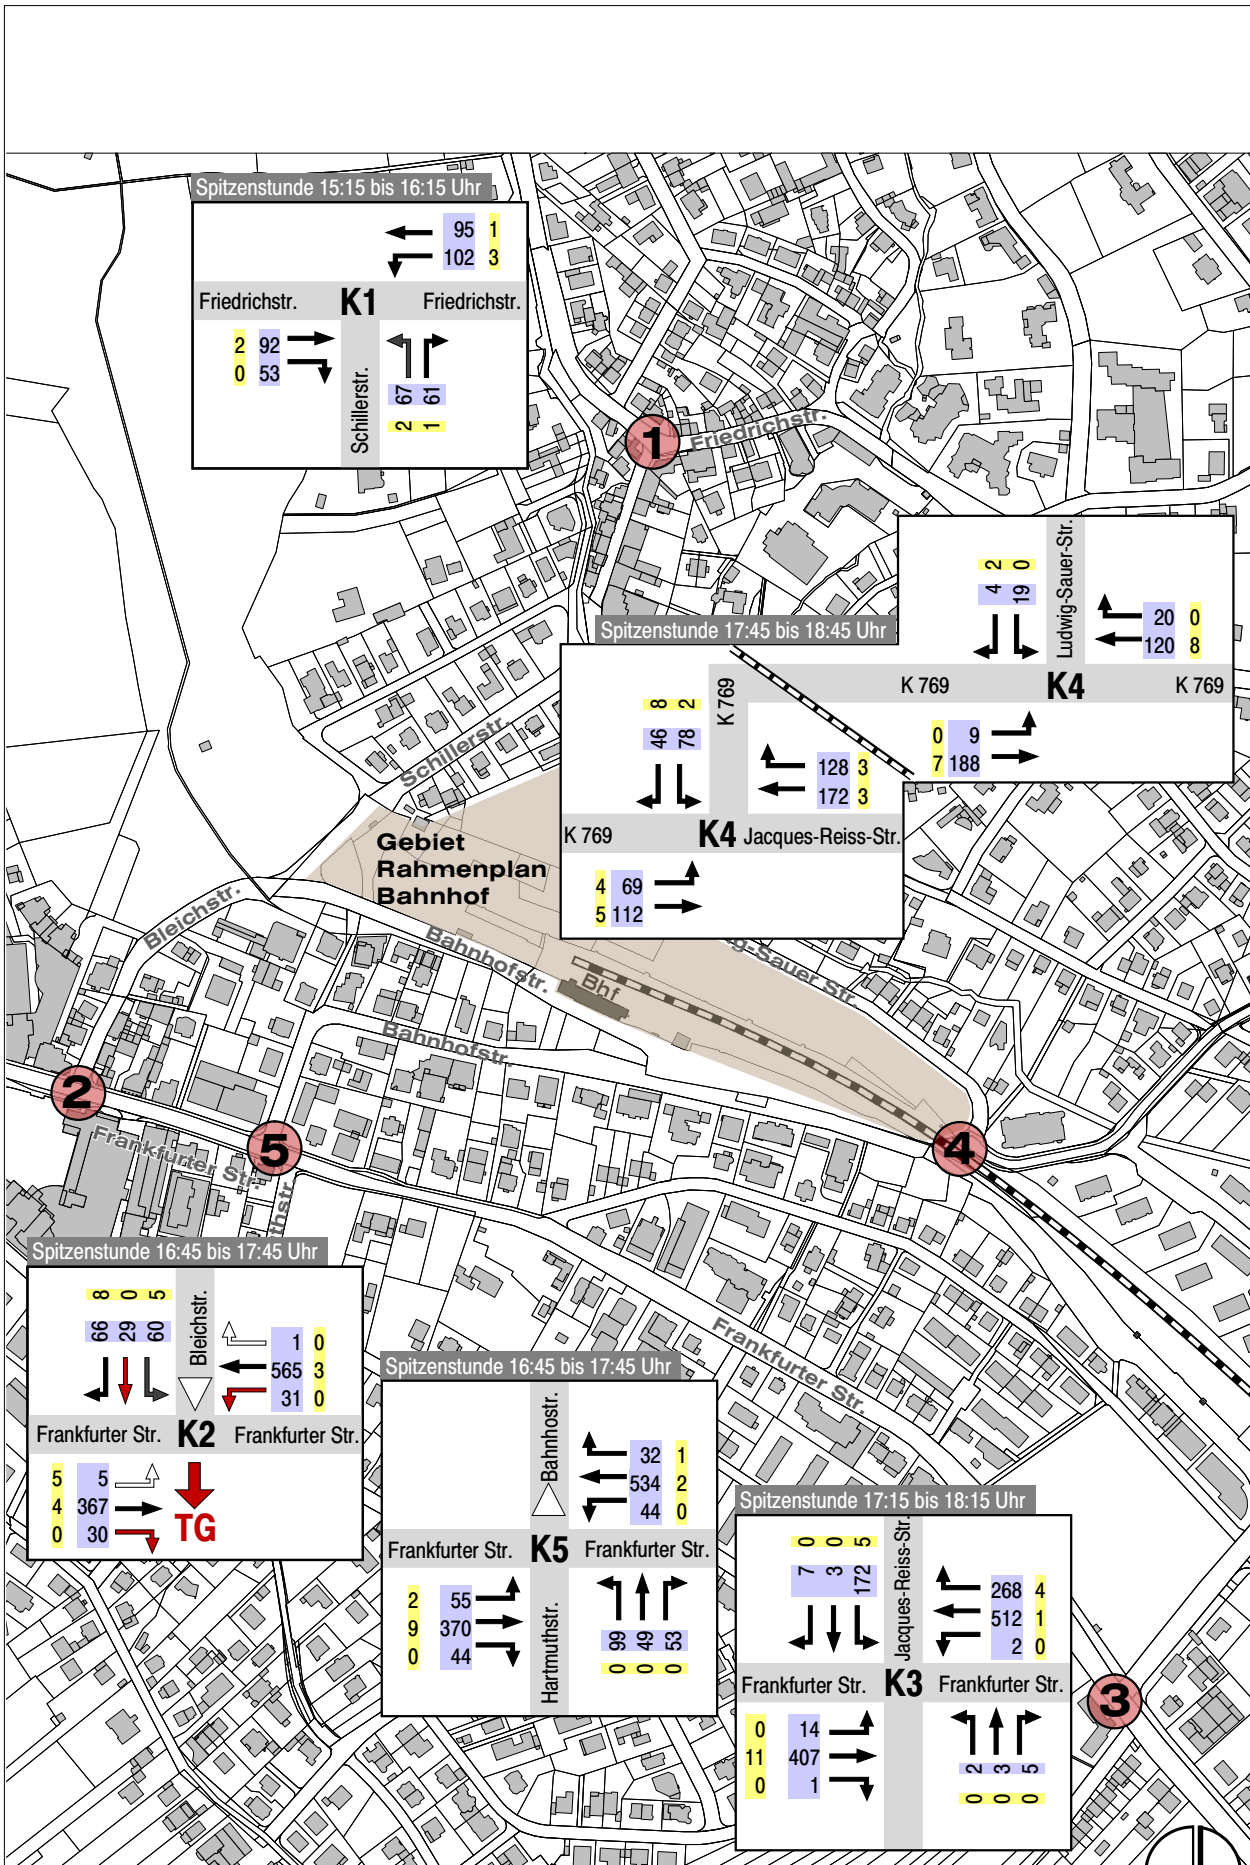 Spitzenstunde 15:15 bis 16:15 Uhr
95 1
102 3
Friedrichstr. K1 Friedrichstr.
2 92
0 53
Schillerstr.
67 61
2 1
1
Friedrichstr.
Ludwig-Sauer-Str.
2 0
4 19
20 0
120 8
K 769 K4 K 769
0 9
7 188
Spitzenstunde 17:45 bis 18:45 Uhr
K 769
8 2
46 78
128 3
172 3
K 769 K4 Jacques-Reiss-Str.
4 69
5 112
Schillerstr.
Gebiet
Rahmenplan
Bahnhof
Bleichstr.
Bahnhofstr.
g-Sauer Str.
Bhf
Bahnhofstr.
2
5
4
Frankfurter Str.
thstr.
Frankfurter Str.
Spitzenstunde 16:45 bis 17:45 Uhr
8 0 5
66 29 60
Bleichstr.
1 0
565 3
31 0
Frankfurter Str. K2 Frankfurter Str.
5 5
4 367
0 30
TG
Spitzenstunde 16:45 bis 17:45 Uhr
Bahnhostr.
32 1
534 2
44 0
Frankfurter Str. K5 Frankfurter Str.
2 55
9 370
0 44
Hartmuthstr.
99 49 53
0 0 0
Spitzenstunde 17:15 bis 18:15 Uhr
0 0 5
7 3 172
Jacques-Reiss-Str.
268 4
512 1
2 0
Frankfurter Str. K3 Frankfurter Str.
0 14
11 407
0 1
2 3 5
0 0 0
3